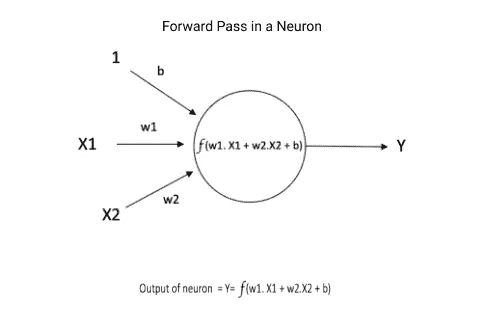 Forward Pass in a Neuron
1
b
w1
X1
f(w1. X1 + w2.X2 + b)
Y
w2
X2
Output of neuron = Y= f(w1. X1 + w2.X2 + b)